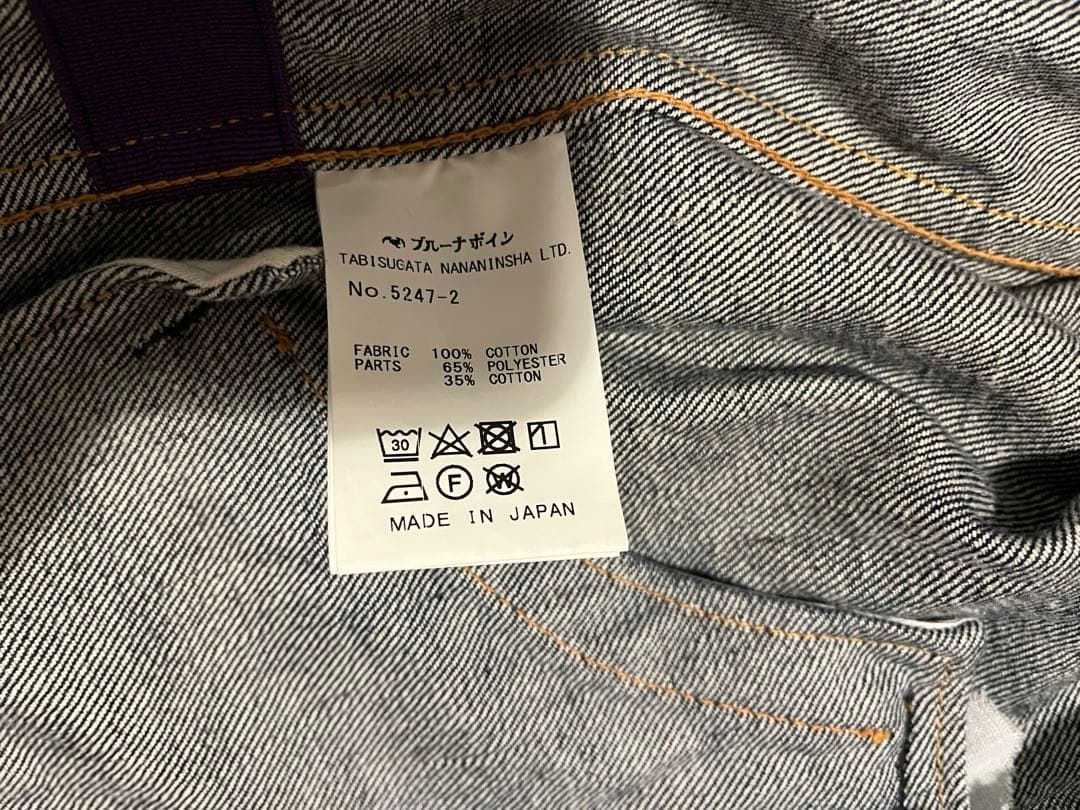 ブルーナボイン
TABISUGATA NANANINSHA LTD.
No.5247-2
FABRIC 100% COTTON
PARTS 65% POLYESTER
35% COTTON
30
1
F
W
MADE IN JAPAN